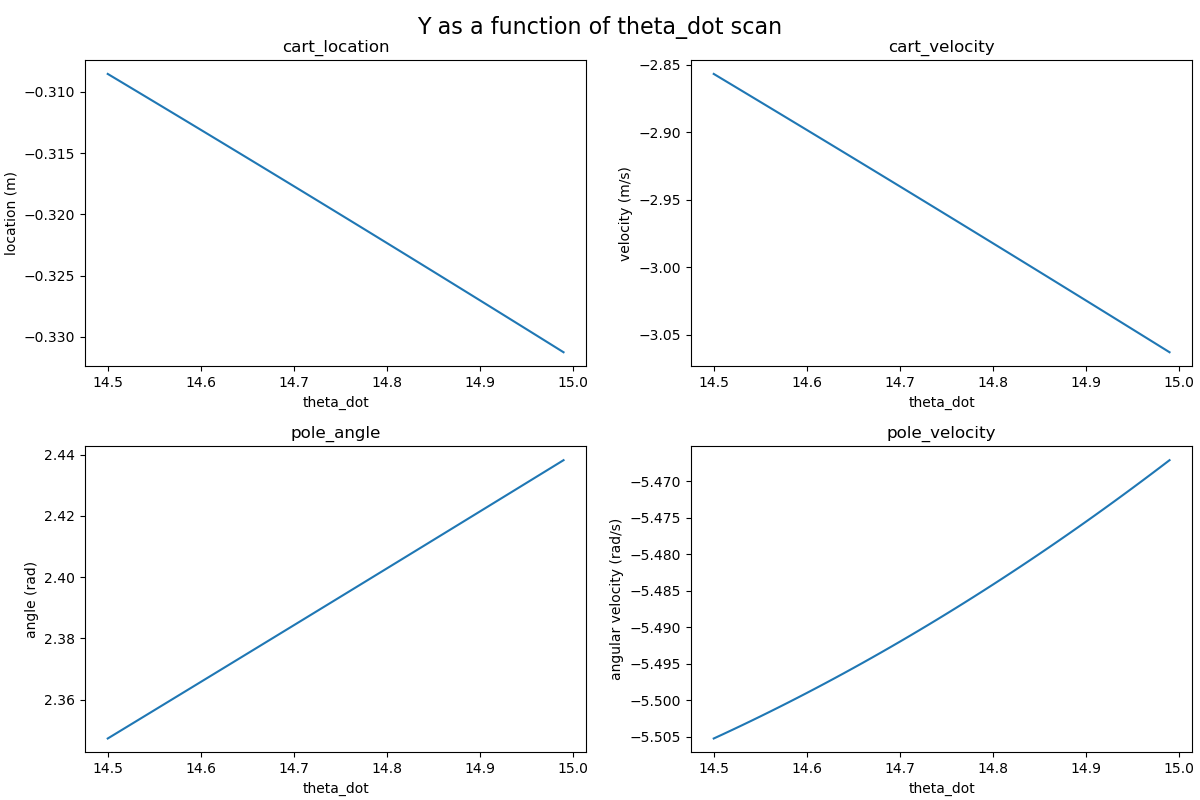 Y as a function of theta_dot scan
cart_location
location (m)
−0.310
−0.315
−0.320
−0.325
−0.330
14.5 14.6 14.7 14.8 14.9 15.0
theta_dot
cart_velocity
velocity (m/s)
−2.85
−2.90
−2.95
−3.00
−3.05
14.5 14.6 14.7 14.8 14.9 15.0
theta_dot
pole_angle
angle (rad)
2.44
2.42
2.40
2.38
2.36
14.5 14.6 14.7 14.8 14.9 15.0
theta_dot
pole_velocity
angular velocity (rad/s)
−5.470
−5.475
−5.480
−5.485
−5.490
−5.495
−5.500
−5.505
14.5 14.6 14.7 14.8 14.9 15.0
theta_dot